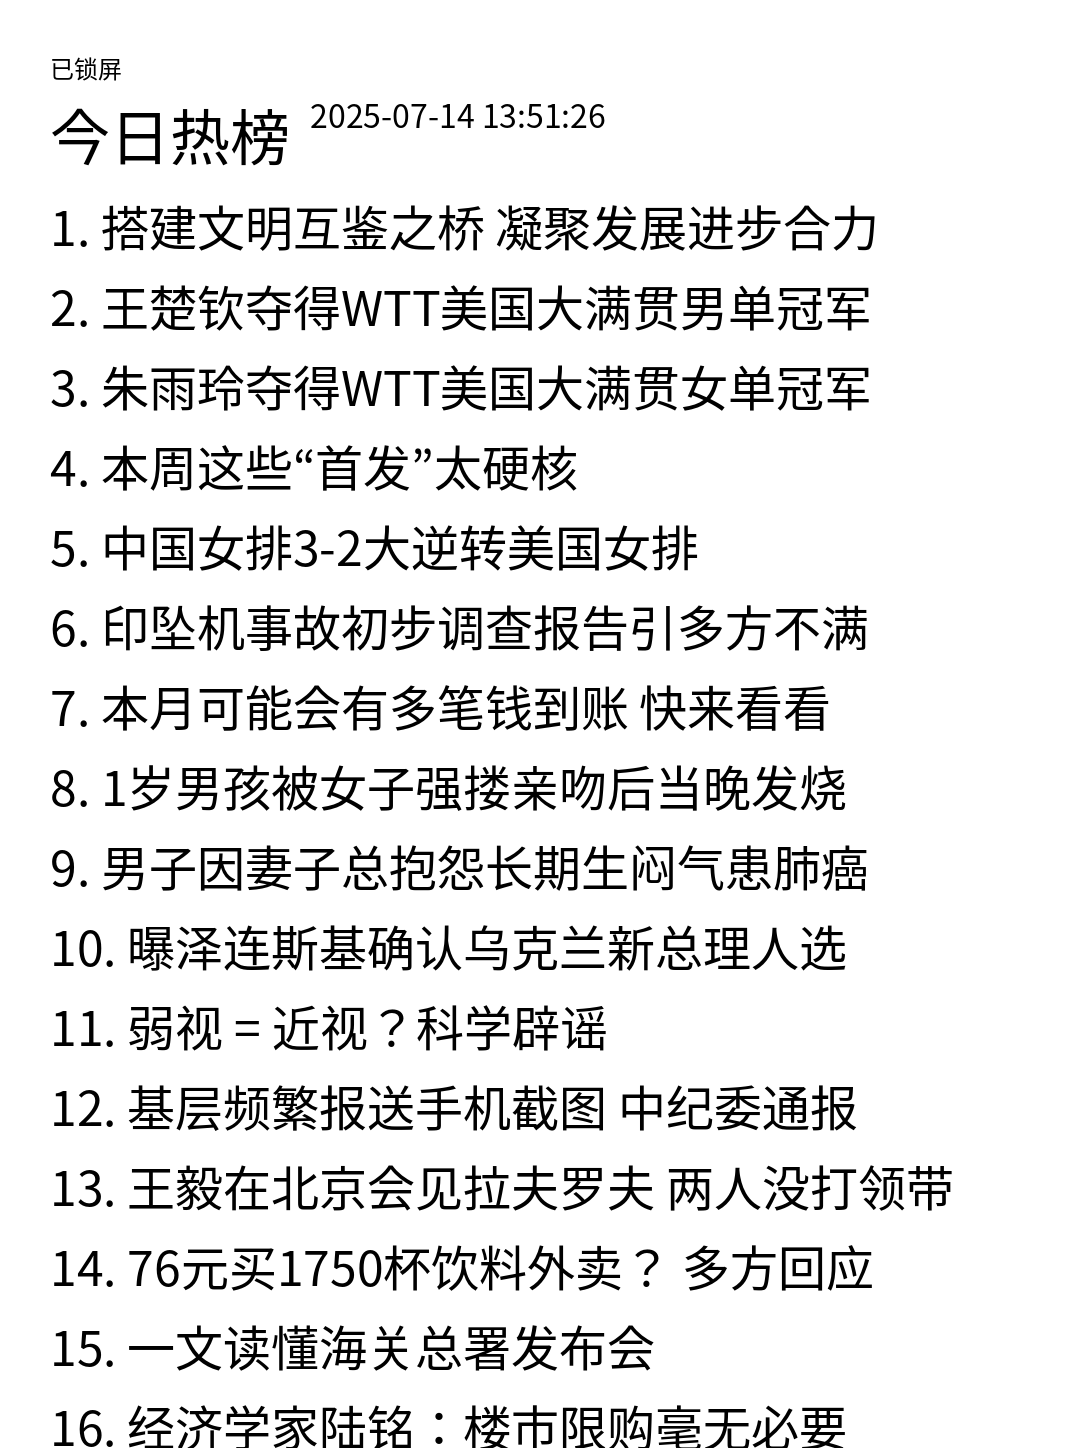 已锁屏
今日热榜 2025-07-14 13:51:26
1. 搭建文明互鉴之桥 凝聚发展进步合力
2. 王楚钦夺得WTT美国大满贯男单冠军
3. 朱雨玲夺得WTT美国大满贯女单冠军
4. 本周这些“首发”太硬核
5. 中国女排3-2大逆转美国女排
6. 印坠机事故初步调查报告引多方不满
7. 本月可能会有多笔钱到账 快来看看
8. 1岁男孩被女子强搂亲吻后当晚发烧
9. 男子因妻子总抱怨长期生闷气患肺癌
10. 曝泽连斯基确认乌克兰新总理人选
11. 弱视 = 近视？科学辟谣
12. 基层频繁报送手机截图 中纪委通报
13. 王毅在北京会见拉夫罗夫 两人没打领带
14. 76元买1750杯饮料外卖？ 多方回应
15. 一文读懂海关总署发布会
16. 经济学家陆铭：楼市限购毫无必要